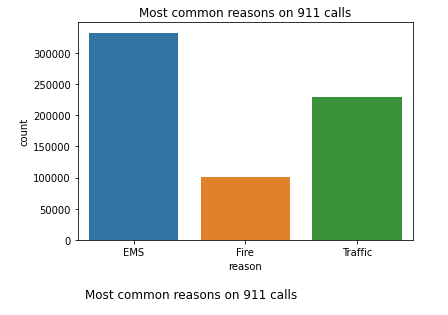 Most common reasons on 911 calls
300000
250000
200000
150000
100000
50000
0
count
EMS Fire Traffic
reason
Most common reasons on 911 calls